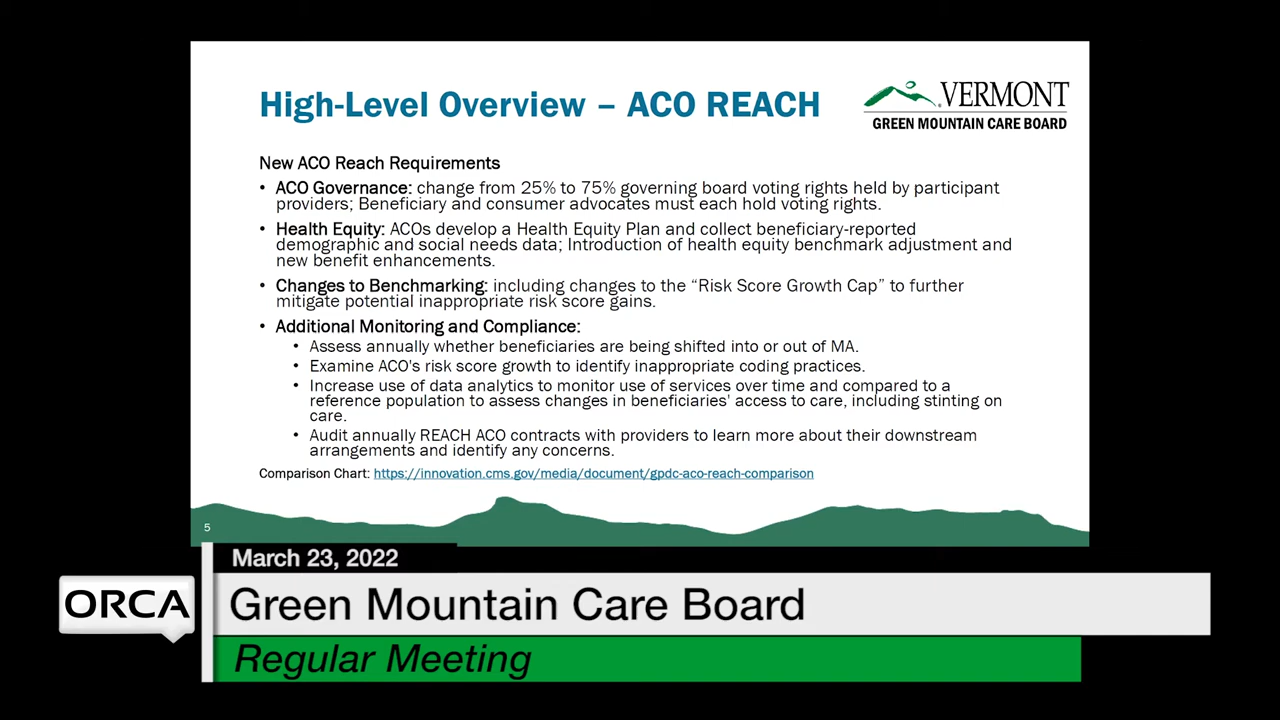 High-Level Overview – ACO REACH
VERMONT
GREEN MOUNTAIN CARE BOARD
New ACO Reach Requirements
• ACO Governance: change from 25% to 75% governing board voting rights held by participant
providers; Beneficiary and consumer advocates must each hold voting rights.
• Health Equity: ACOs develop a Health Equity Plan and collect beneficiary-reported
demographic and social needs data; Introduction of health equity benchmark adjustment and
new benefit enhancements.
• Changes to Benchmarking: including changes to the “Risk Score Growth Cap” to further
mitigate potential inappropriate risk score gains.
• Additional Monitoring and Compliance:
• Assess annually whether beneficiaries are being shifted into or out of MA.
• Examine ACO's risk score growth to identify inappropriate coding practices.
• Increase use of data analytics to monitor use of services over time and compared to a
reference population to assess changes in beneficiaries' access to care, including stinting on
care.
• Audit annually REACH ACO contracts with providers to learn more about their downstream
arrangements and identify any concerns.
Comparison Chart: https://innovation.cms.gov/media/document/gpdc-aco-reach-comparison
5
March 23, 2022
ORCA
Green Mountain Care Board
Regular Meeting